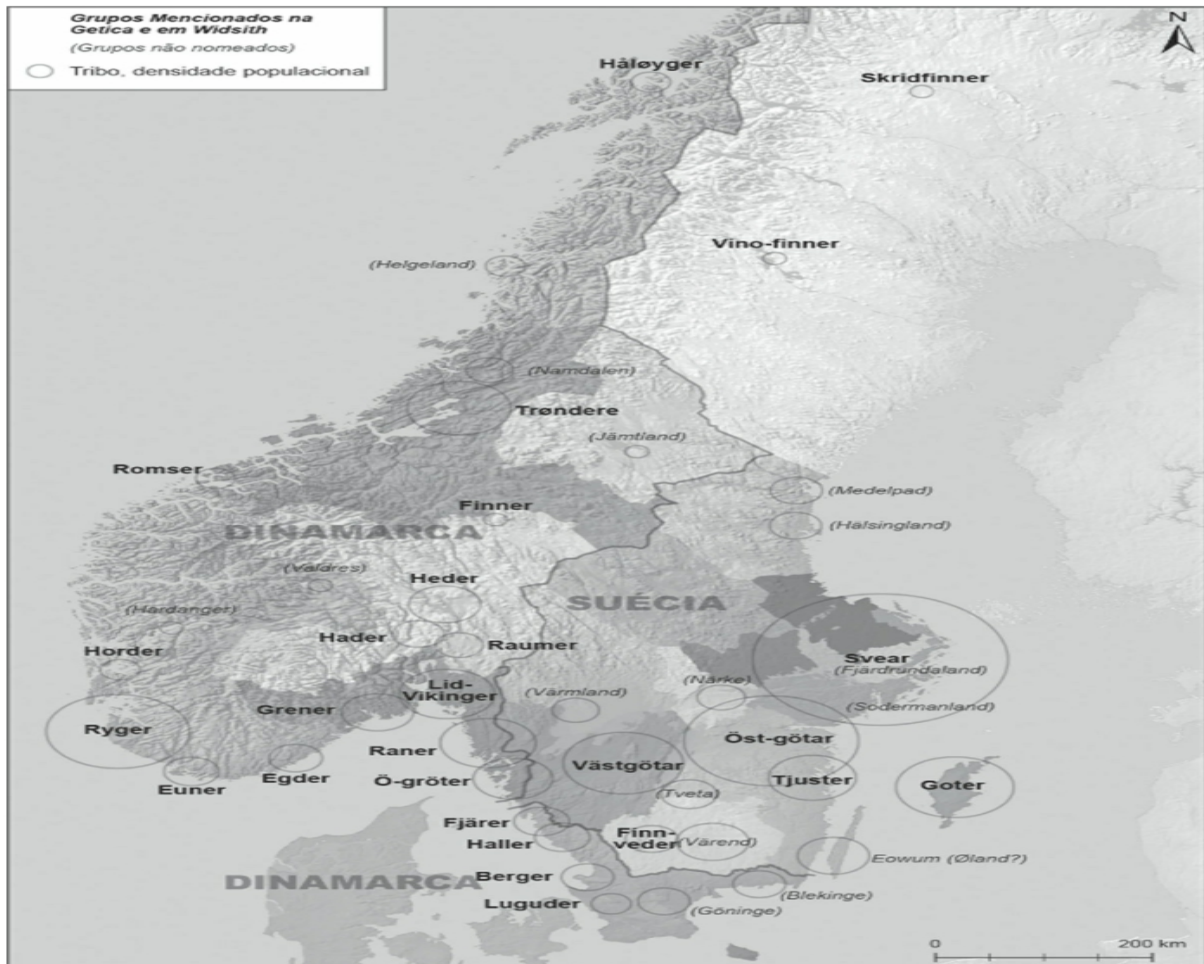 Grupos Mencionados na
Getica e em Widsith
(Grupos não nomeados)
Tribo, densidade populacional
N
Håløyger
Skridfinner
Vino-finner
(Helgeland)
(Namdalen)
Trøndere
(Jämtland)
Romser
(Medelpad)
Finner
(Hälsingland)
DINAMARCA
(Valdres)
Heder
SUÉCIA
(Hardanger)
Hader
Raumer
Horder
Svear
(Fjärdrundaland)
Lid-
Vikinger
(Värmland)
(Närke)
(Södermanland)
Grener
Ryger
Raner
Öst-götar
Västgötar
Egder
Ö-gröter
Tjuster
Goter
Euner
(Tveta)
Fjärer
Haller
Finn-
veder
(Värend)
Eowum (Øland?)
Berger
DINAMARCA
(Blekinge)
Luguder
(Göninge)
0 200 km